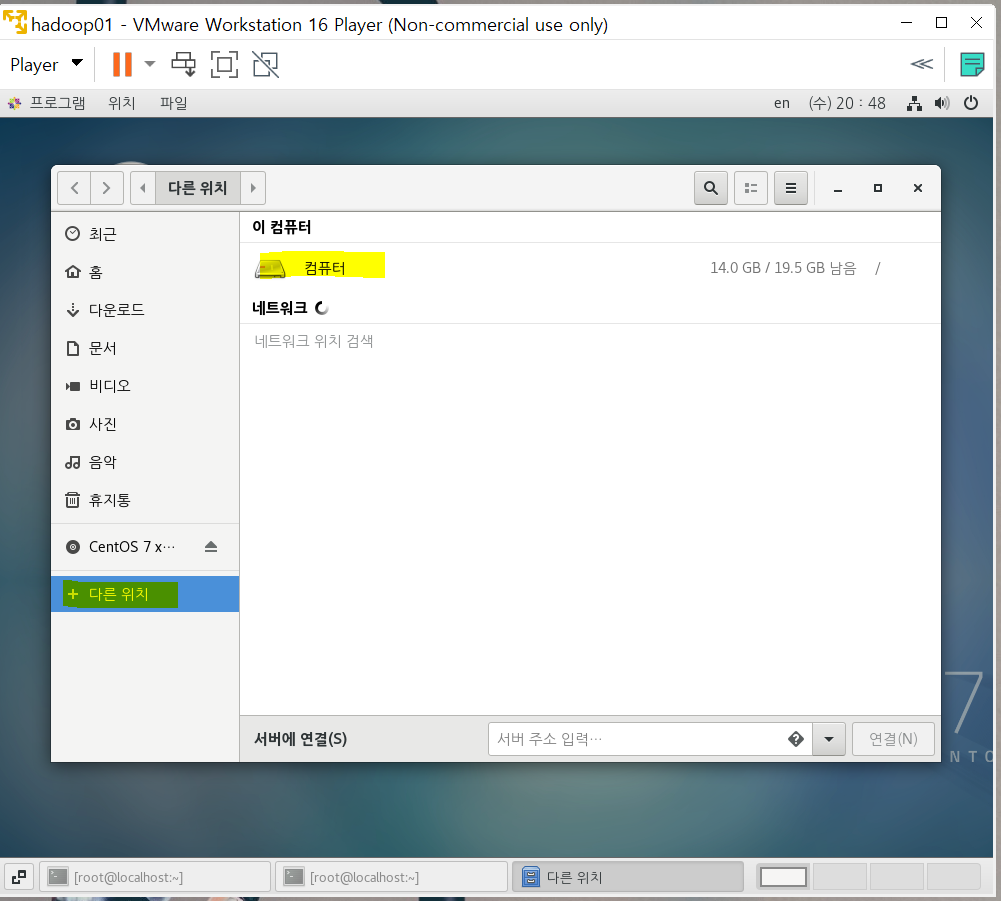 hadoop01 - VMware Workstation 16 Player (Non-commercial use only)
Player
프로그램 위치 파일 en (수) 20 : 48
다른 위치
최근
홈
다운로드
문서
비디오
사진
음악
휴지통
CentOS 7 x…
+ 다른 위치
이 컴퓨터
컴퓨터 14.0 GB / 19.5 GB 남음 /
네트워크
네트워크 위치 검색
서버에 연결(S) 서버 주소 입력… 연결(N)
7
NTO
[root@localhost:~] [root@localhost:~] 다른 위치